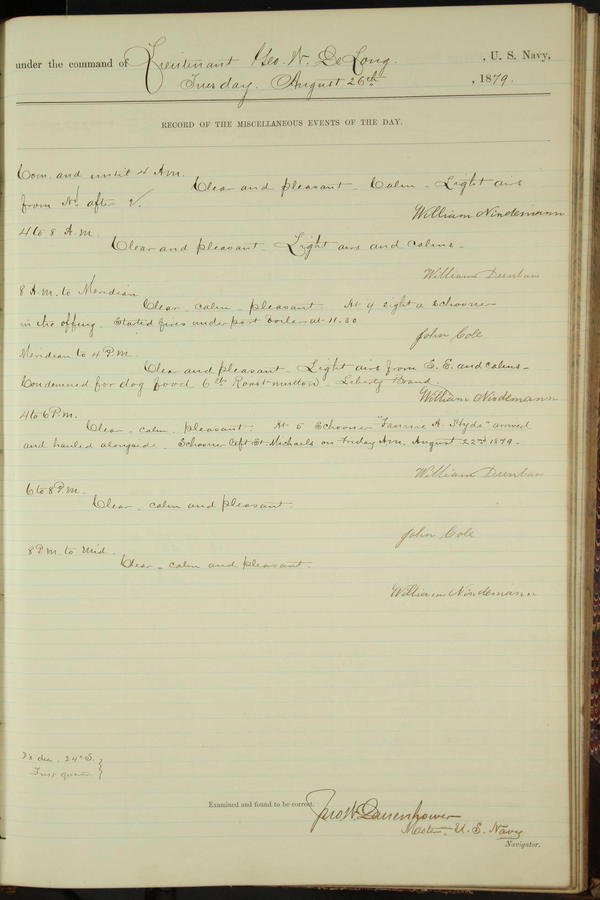 under the command of Lieutenant Geo. W. De Long. , U. S. Navy,
Tuesday. August 26th , 1879.
RECORD OF THE MISCELLANEOUS EVENTS OF THE DAY.
Com. and until 4 A.m.
Clear and pleasant - Calm - Light airs
from Nd. after 2.
William Nindemann
4 to 8 A.m.
Clear and pleasant - Light airs and calms -
William Dunbar
8 A.m. to Meridian
Clear, calm, pleasant. At 9 sight a Schooner
in the offing. Started fires under port boiler at 11.30
John Cole
Meridian to 4 P.M.
Clear and pleasant - Light airs from S. E. and calms -
Condemned for dog food 6 lb Roast mutton - Liberty Brand.
William Nindemann
4 to 6 P.m.
Clear, calm, pleasant. At 5 Schooner "Fannie A. Hyde" arrived
and hauled alongside. Schooner left St. Michaels on Friday A.m. August 22nd 1879.
William Dunbar
6 to 8 P.m.
Clear, calm and pleasant
John Cole
8 P.m. to Mid.
Clear, calm and pleasant.
William Nindemann
dec. 24° S.
First quar.
Examined and found to be correct.
Jno. W. Danenhower
Master, U. S. Navy
Navigator.